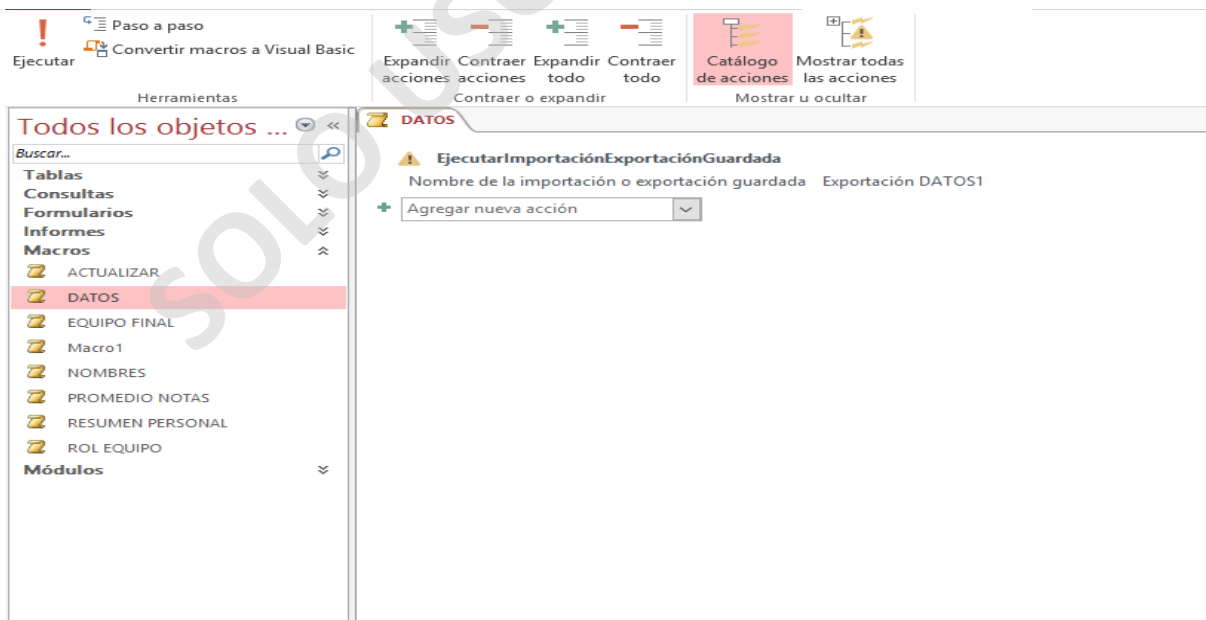 Paso a paso
Convertir macros a Visual Basic
Ejecutar
Herramientas
Expandir acciones
Contraer acciones
Expandir todo
Contraer todo
Contraer o expandir
Catálogo de acciones
Mostrar todas las acciones
Mostrar u ocultar
Todos los objetos ...
Buscar...
Tablas
Consultas
Formularios
Informes
Macros
ACTUALIZAR
DATOS
EQUIPO FINAL
Macro1
NOMBRES
PROMEDIO NOTAS
RESUMEN PERSONAL
ROL EQUIPO
Módulos
DATOS
EjecutarImportaciónExportaciónGuardada
Nombre de la importación o exportación guardada Exportación DATOS1
Agregar nueva acción
SOLO US